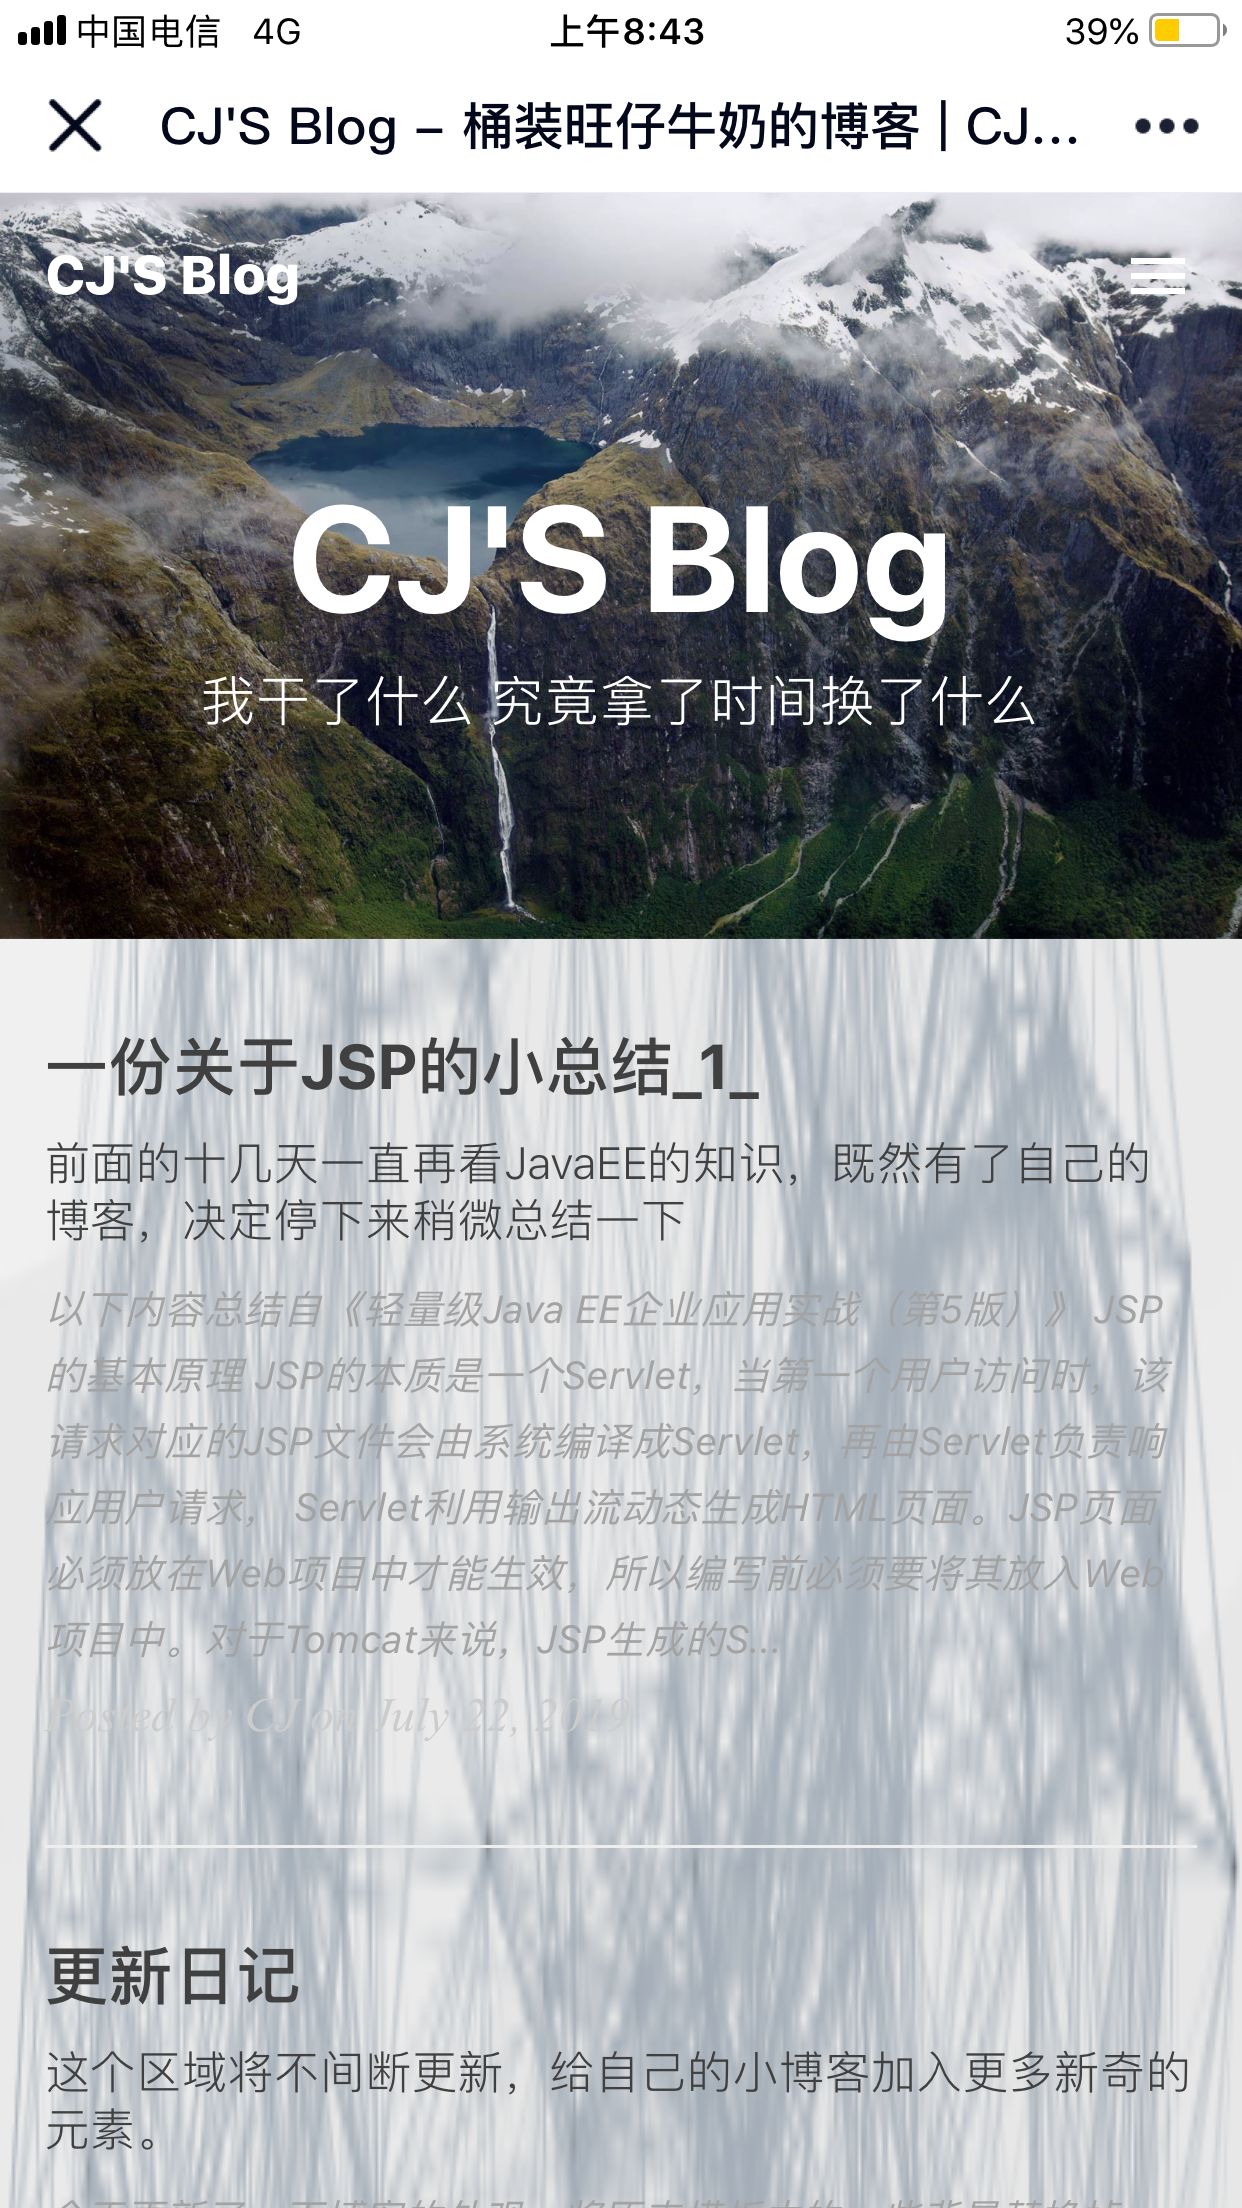 中国电信 4G 上午8:43 39%
CJ'S Blog – 桶装旺仔牛奶的博客 | CJ...
CJ'S Blog
CJ'S Blog
我干了什么 究竟拿了时间换了什么
一份关于JSP的小总结_1_
前面的十几天一直再看JavaEE的知识，既然有了自己的
博客，决定停下来稍微总结一下
以下内容总结自《轻量级Java EE企业应用实战（第5版）》 JSP
的基本原理 JSP的本质是一个Servlet，当第一个用户访问时，该
请求对应的JSP文件会由系统编译成Servlet，再由Servlet负责响
应用户请求， Servlet利用输出流动态生成HTML页面。JSP页面
必须放在Web项目中才能生效，所以编写前必须要将其放入Web
项目中。对于Tomcat来说，JSP生成的S...
Posted by CJ on July 22, 2019
更新日记
这个区域将不间断更新，给自己的小博客加入更多新奇的
元素。